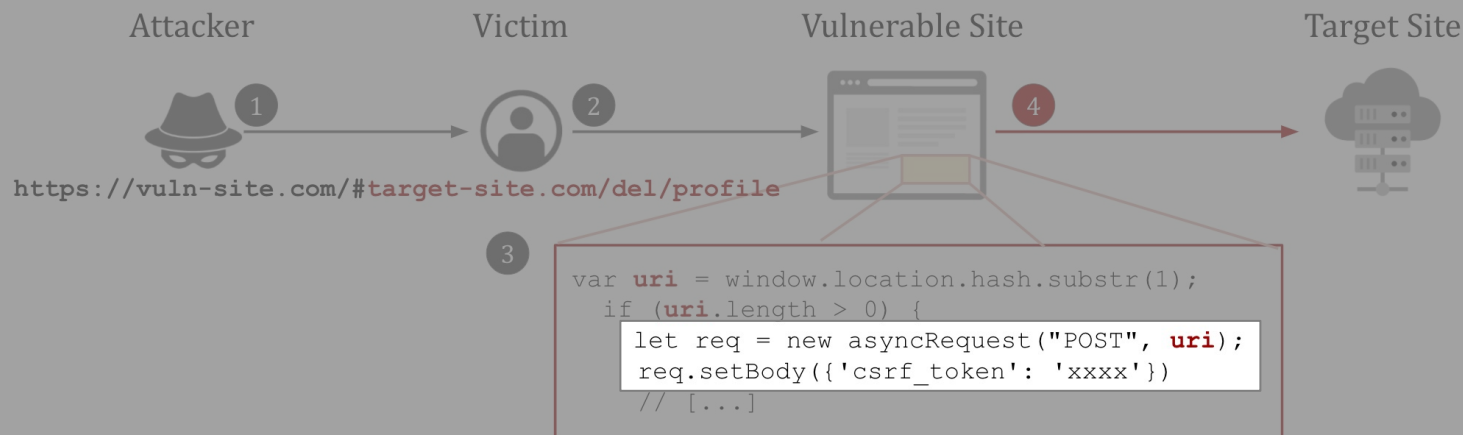 Attacker
Victim
Vulnerable Site
Target Site
1
2
4
https://vuln-site.com/#target-site.com/del/profile
3
var uri = window.location.hash.substr(1);
if (uri.length > 0) {
let req = new asyncRequest("POST", uri);
req.setBody({'csrf_token': 'xxxx'})
// [...]